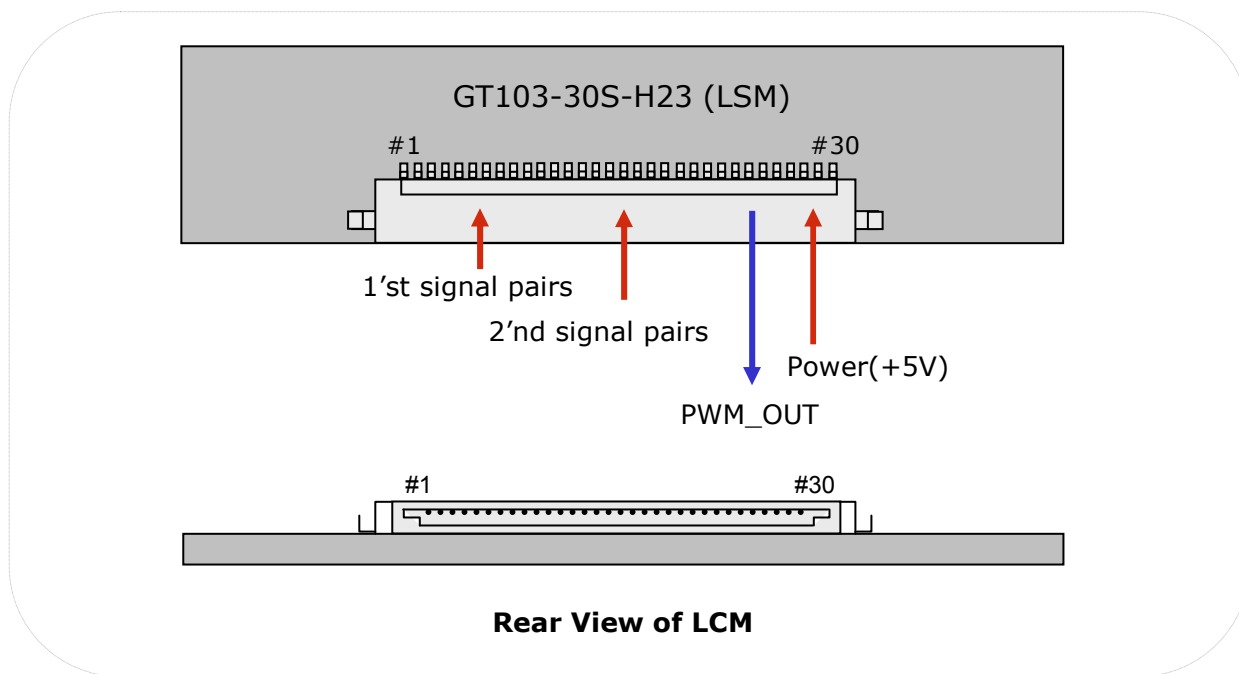 GT103-30S-H23 (LSM)
#1 #30
1’st signal pairs
2’nd signal pairs
Power(+5V)
PWM_OUT
#1 #30
Rear View of LCM